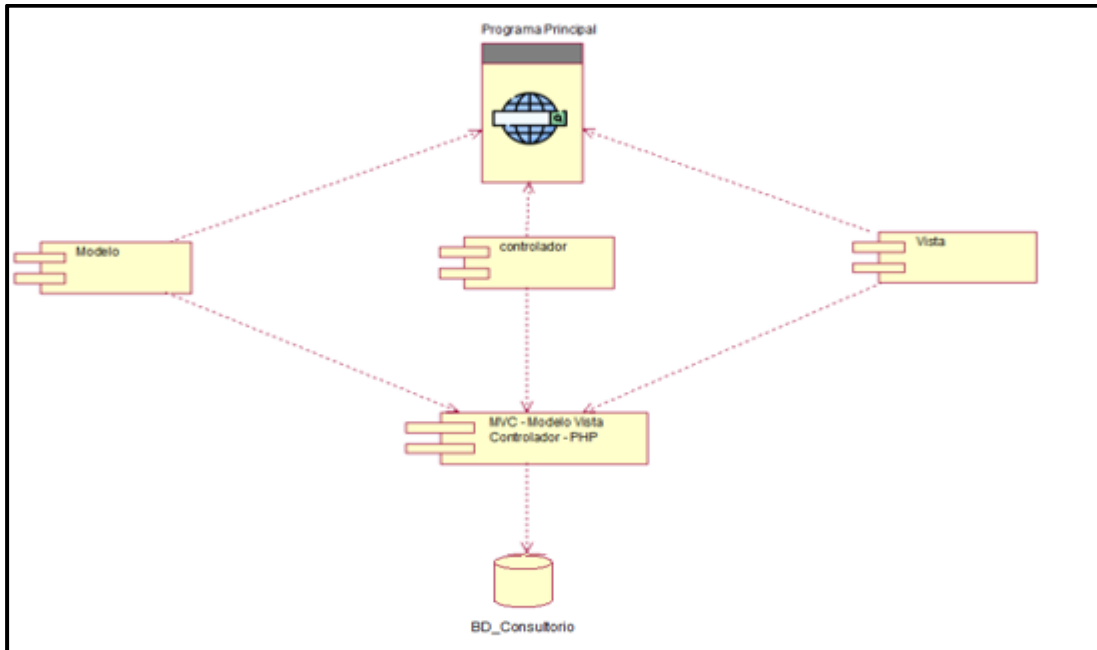 Programa Principal
Modelo
controlador
Vista
MVC - Modelo Vista
Controlador - PHP
BD_Consultorio